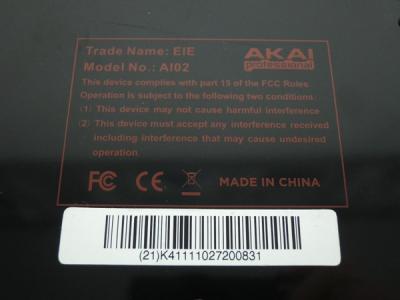 Trade Name: EIE
Model No.: AI02
AKAI
professional
This device complies with part 15 of the FCC Rules
Operation is subject to the following two conditions.
(1) This device may not cause harmful interference
(2) This device must accept any interference received
including interference that may cause undesired
operation.
FC CE MADE IN CHINA
(21)K41111027200831